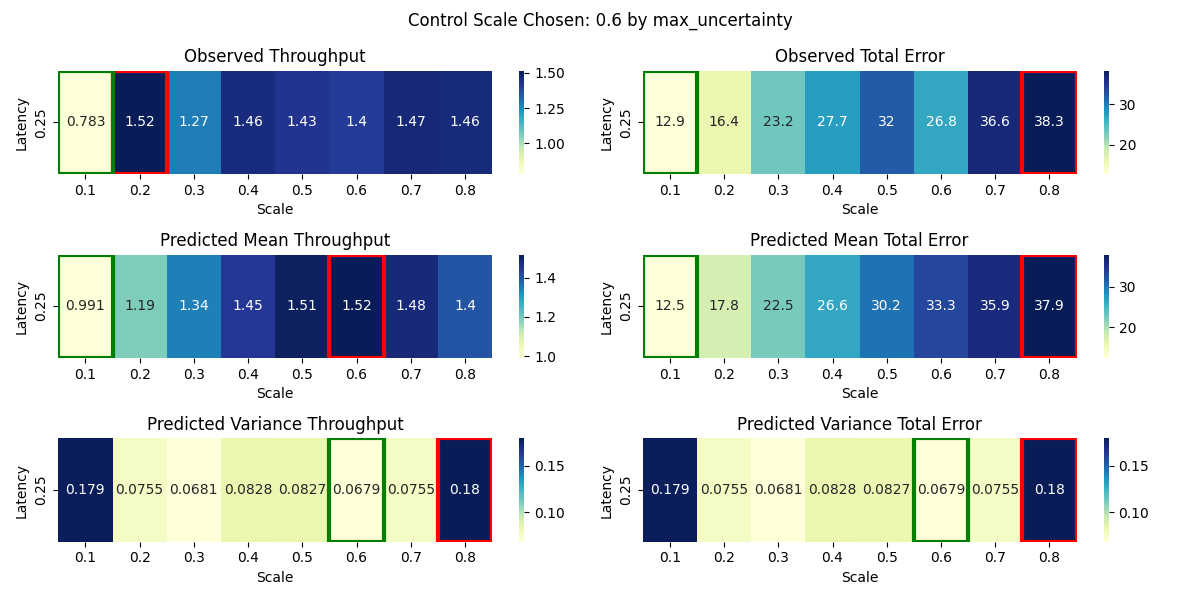 Control Scale Chosen: 0.6 by max_uncertainty
Observed Throughput
Latency
0.25
0.783 1.52 1.27 1.46 1.43 1.4 1.47 1.46
0.1 0.2 0.3 0.4 0.5 0.6 0.7 0.8
Scale
1.50
1.25
1.00
Observed Total Error
Latency
0.25
12.9 16.4 23.2 27.7 32 26.8 36.6 38.3
0.1 0.2 0.3 0.4 0.5 0.6 0.7 0.8
Scale
30
20
Predicted Mean Throughput
Latency
0.25
0.991 1.19 1.34 1.45 1.51 1.52 1.48 1.4
0.1 0.2 0.3 0.4 0.5 0.6 0.7 0.8
Scale
1.4
1.2
1.0
Predicted Mean Total Error
Latency
0.25
12.5 17.8 22.5 26.6 30.2 33.3 35.9 37.9
0.1 0.2 0.3 0.4 0.5 0.6 0.7 0.8
Scale
30
20
Predicted Variance Throughput
Latency
0.25
0.179 0.0755 0.0681 0.0828 0.0827 0.0679 0.0755 0.18
0.1 0.2 0.3 0.4 0.5 0.6 0.7 0.8
Scale
0.15
0.10
Predicted Variance Total Error
Latency
0.25
0.179 0.0755 0.0681 0.0828 0.0827 0.0679 0.0755 0.18
0.1 0.2 0.3 0.4 0.5 0.6 0.7 0.8
Scale
0.15
0.10